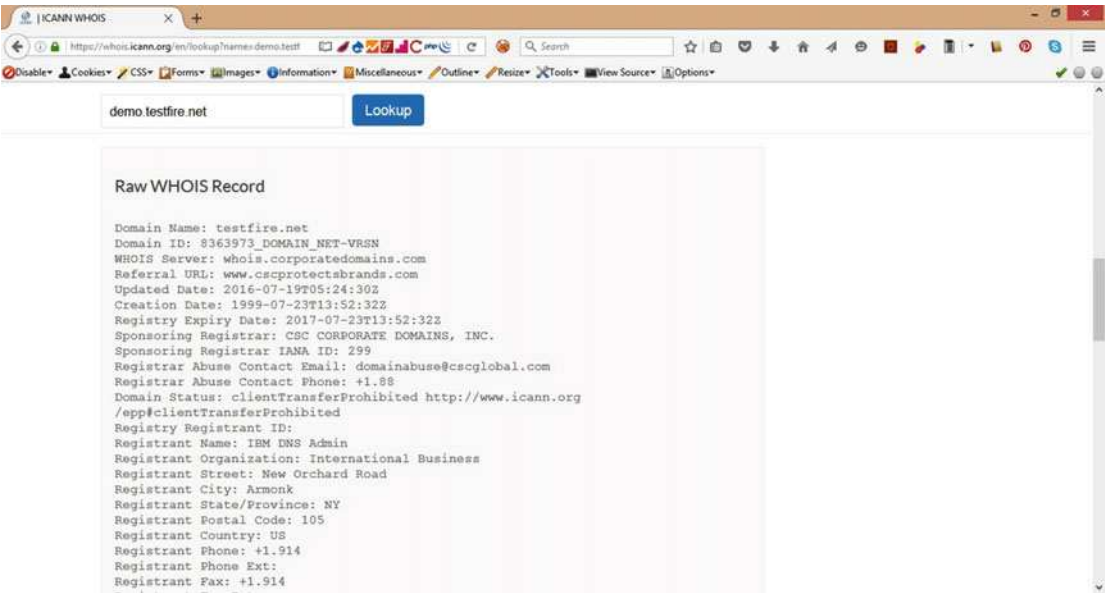 | ICANN WHOIS
https://whois.icann.org/en/lookup?name=demo.testf
Search
Disable Cookies CSS Forms Images Information Miscellaneous Outline Resize Tools View Source Options
demo.testfire.net Lookup
Raw WHOIS Record
Domain Name: testfire.net
Domain ID: 8363973_DOMAIN_NET-VRSN
WHOIS Server: whois.corporatedomains.com
Referral URL: www.cscprotectsbrands.com
Updated Date: 2016-07-19T05:24:30Z
Creation Date: 1999-07-23T13:52:32Z
Registry Expiry Date: 2017-07-23T13:52:32Z
Sponsoring Registrar: CSC CORPORATE DOMAINS, INC.
Sponsoring Registrar IANA ID: 299
Registrar Abuse Contact Email: domainabuse@cscglobal.com
Registrar Abuse Contact Phone: +1.88
Domain Status: clientTransferProhibited http://www.icann.org
/epp#clientTransferProhibited
Registry Registrant ID:
Registrant Name: IBM DNS Admin
Registrant Organization: International Business
Registrant Street: New Orchard Road
Registrant City: Armonk
Registrant State/Province: NY
Registrant Postal Code: 105
Registrant Country: US
Registrant Phone: +1.914
Registrant Phone Ext:
Registrant Fax: +1.914